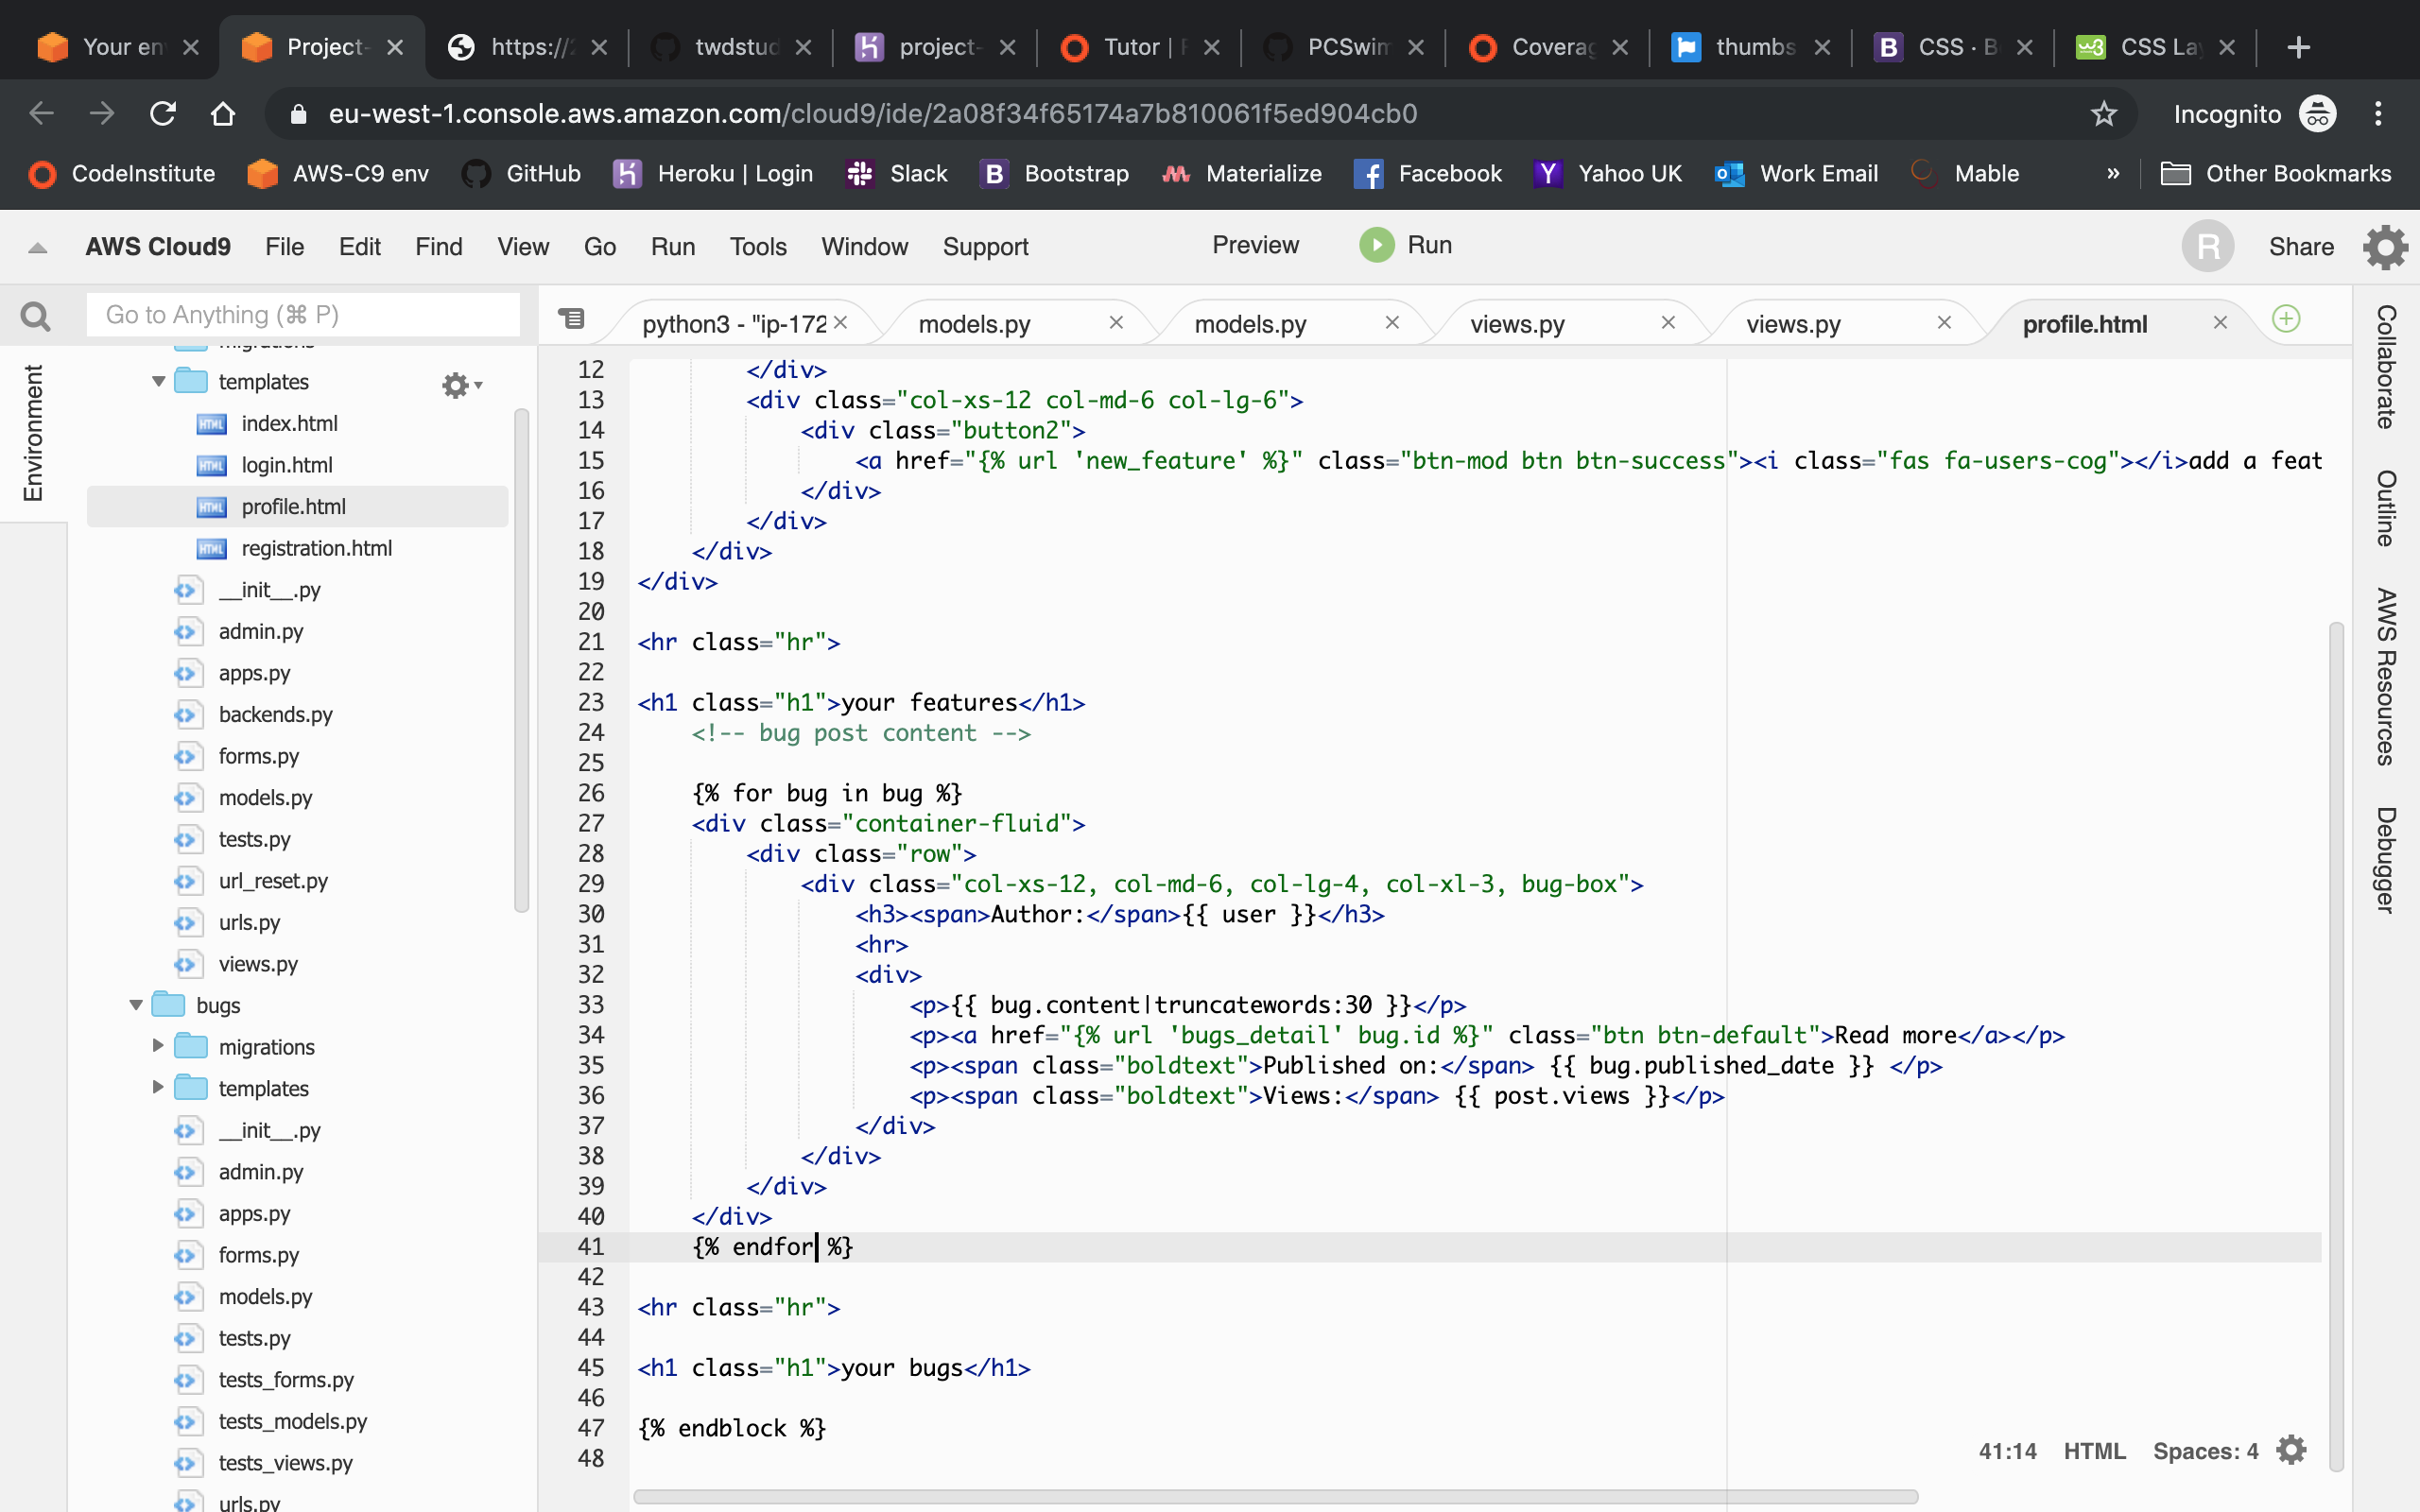 Your en
Project-
https://
twdstud
project-
Tutor |
PCSwim
Coverag
thumbs
CSS · B
CSS La
eu-west-1.console.aws.amazon.com/cloud9/ide/2a08f34f65174a7b810061f5ed904cb0
Incognito
CodeInstitute
AWS-C9 env
GitHub
Heroku | Login
Slack
Bootstrap
Materialize
Facebook
Yahoo UK
Work Email
Mable
»
Other Bookmarks
AWS Cloud9 File Edit Find View Go Run Tools Window Support
Preview
Run
R
Share
Go to Anything (⌘ P)
python3 - "ip-172
models.py
models.py
views.py
views.py
profile.html
Environment
migrations
templates
index.html
login.html
profile.html
registration.html
__init__.py
admin.py
apps.py
backends.py
forms.py
models.py
tests.py
url_reset.py
urls.py
views.py
bugs
migrations
templates
__init__.py
admin.py
apps.py
forms.py
models.py
tests.py
tests_forms.py
tests_models.py
tests_views.py
urls.py
12 </div>
13 <div class="col-xs-12 col-md-6 col-lg-6">
14 <div class="button2">
15 <a href="{% url 'new_feature' %}" class="btn-mod btn btn-success"><i class="fas fa-users-cog"></i>add a feat
16 </div>
17 </div>
18 </div>
19 </div>
20
21 <hr class="hr">
22
23 <h1 class="h1">your features</h1>
24 <!-- bug post content -->
25
26 {% for bug in bug %}
27 <div class="container-fluid">
28 <div class="row">
29 <div class="col-xs-12, col-md-6, col-lg-4, col-xl-3, bug-box">
30 <h3><span>Author:</span>{{ user }}</h3>
31 <hr>
32 <div>
33 <p>{{ bug.content|truncatewords:30 }}</p>
34 <p><a href="{% url 'bugs_detail' bug.id %}" class="btn btn-default">Read more</a></p>
35 <p><span class="boldtext">Published on:</span> {{ bug.published_date }} </p>
36 <p><span class="boldtext">Views:</span> {{ post.views }}</p>
37 </div>
38 </div>
39 </div>
40 </div>
41 {% endfor %}
42
43 <hr class="hr">
44
45 <h1 class="h1">your bugs</h1>
46
47 {% endblock %}
48
41:14 HTML Spaces: 4
Collaborate
Outline
AWS Resources
Debugger